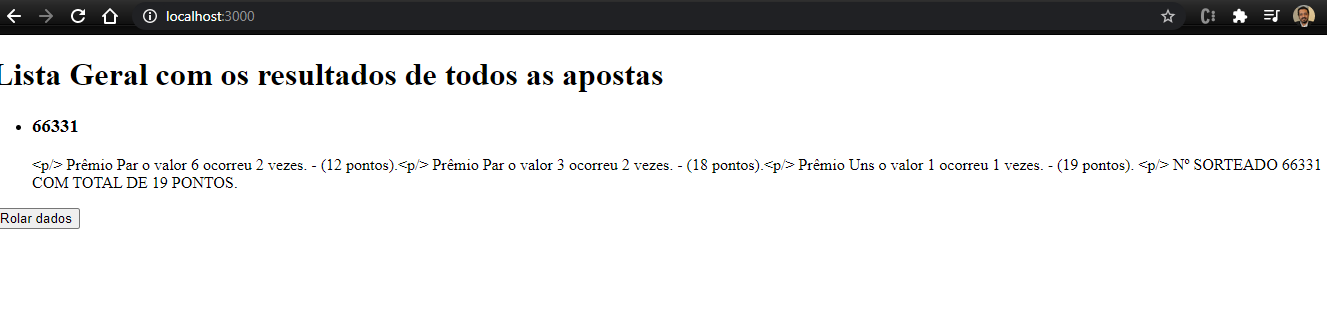 localhost:3000
Lista Geral com os resultados de todos as apostas
66331
<p/> Prêmio Par o valor 6 ocorreu 2 vezes. - (12 pontos).<p/> Prêmio Par o valor 3 ocorreu 2 vezes. - (18 pontos).<p/> Prêmio Uns o valor 1 ocorreu 1 vezes. - (19 pontos). <p/> Nº SORTEADO 66331
COM TOTAL DE 19 PONTOS.
Rolar dados